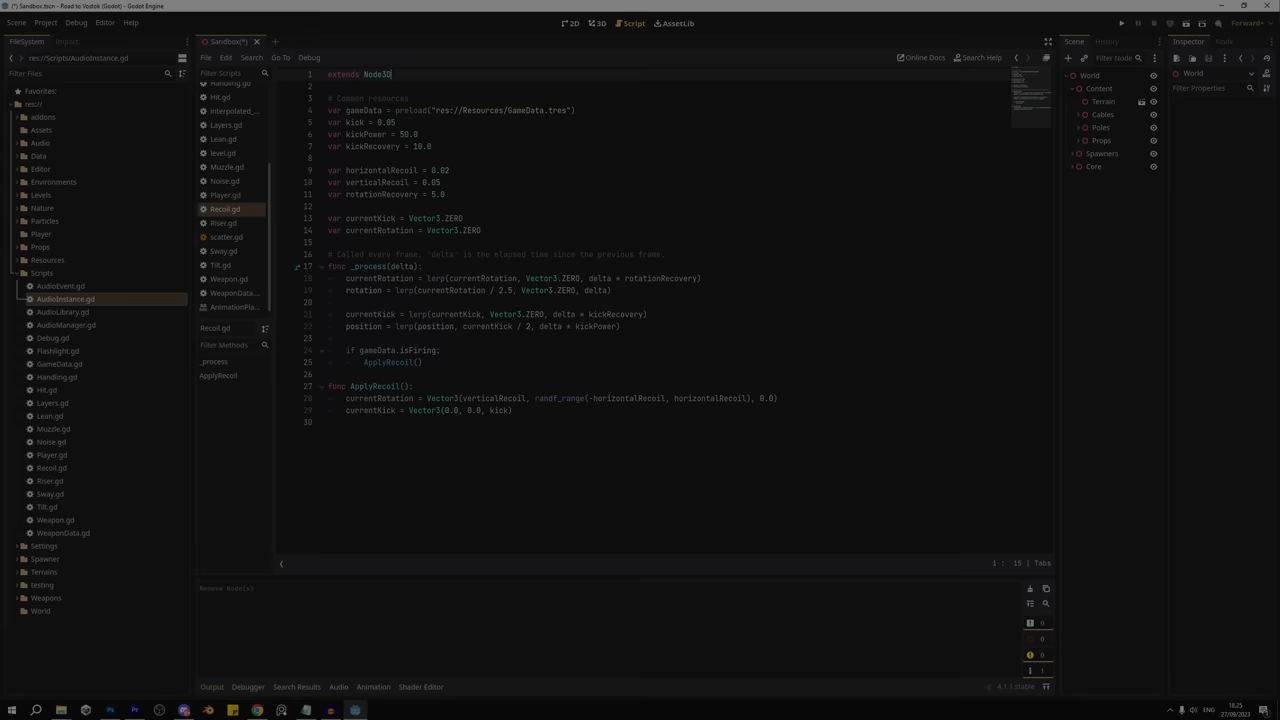 (*) Sandbox.tscn - Road to Vostok (Godot) - Godot Engine
Scene Project Debug Editor Help
2D 3D Script AssetLib
Forward+
FileSystem Import
res://Scripts/AudioInstance.gd
Filter Files
Favorites:
res://
addons
Assets
Audio
Data
Editor
Environments
Levels
Nature
Particles
Player
Props
Resources
Scripts
AudioEvent.gd
AudioInstance.gd
AudioLibrary.gd
AudioManager.gd
Debug.gd
Flashlight.gd
GameData.gd
Handling.gd
Hit.gd
Layers.gd
Lean.gd
Muzzle.gd
Noise.gd
Player.gd
Recoil.gd
Riser.gd
Sway.gd
Tilt.gd
Weapon.gd
WeaponData.gd
Settings
Spawner
Terrains
testing
Weapons
World
Sandbox(*)
File Edit Search Go To Debug
Online Docs Search Help
Filter Scripts
Handling.gd
Hit.gd
interpolated_...
Layers.gd
Lean.gd
level.gd
Muzzle.gd
Noise.gd
Player.gd
Recoil.gd
Riser.gd
scatter.gd
Sway.gd
Tilt.gd
Weapon.gd
WeaponData...
AnimationPla...
Recoil.gd
Filter Methods
_process
ApplyRecoil
1 extends Node3D
2
3 # Common resources
4 var gameData = preload("res://Resources/GameData.tres")
5 var kick = 0.05
6 var kickPower = 50.0
7 var kickRecovery = 10.0
8
9 var horizontalRecoil = 0.02
10 var verticalRecoil = 0.05
11 var rotationRecovery = 5.0
12
13 var currentKick = Vector3.ZERO
14 var currentRotation = Vector3.ZERO
15
16 # Called every frame. 'delta' is the elapsed time since the previous frame.
17 func _process(delta):
18 currentRotation = lerp(currentRotation, Vector3.ZERO, delta * rotationRecovery)
19 rotation = lerp(currentRotation / 2.5, Vector3.ZERO, delta)
20
21 currentKick = lerp(currentKick, Vector3.ZERO, delta * kickRecovery)
22 position = lerp(position, currentKick / 2, delta * kickPower)
23
24 if gameData.isFiring:
25 ApplyRecoil()
26
27 func ApplyRecoil():
28 currentRotation = Vector3(verticalRecoil, randf_range(-horizontalRecoil, horizontalRecoil), 0.0)
29 currentKick = Vector3(0.0, 0.0, kick)
30
1 : 15 | Tabs
Remove Node(s)
0
0
0
1
Output Debugger Search Results Audio Animation Shader Editor
4.1.1.stable
Scene History
Filter Node
World
Content
Terrain
Cables
Poles
Props
Spawners
Core
Inspector Node
World
Filter Properties
ENG
18.25
27/09/2023